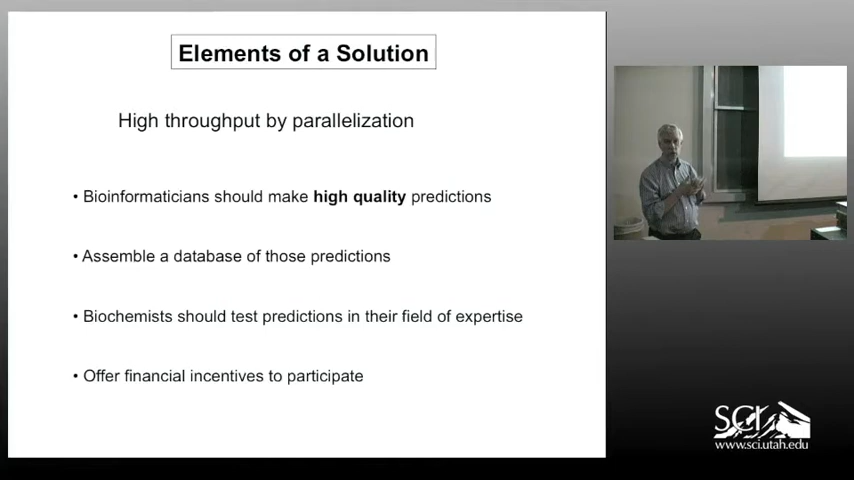 Elements of a Solution
High throughput by parallelization
• Bioinformaticians should make high quality predictions
• Assemble a database of those predictions
• Biochemists should test predictions in their field of expertise
• Offer financial incentives to participate
SCI
www.sci.utah.edu